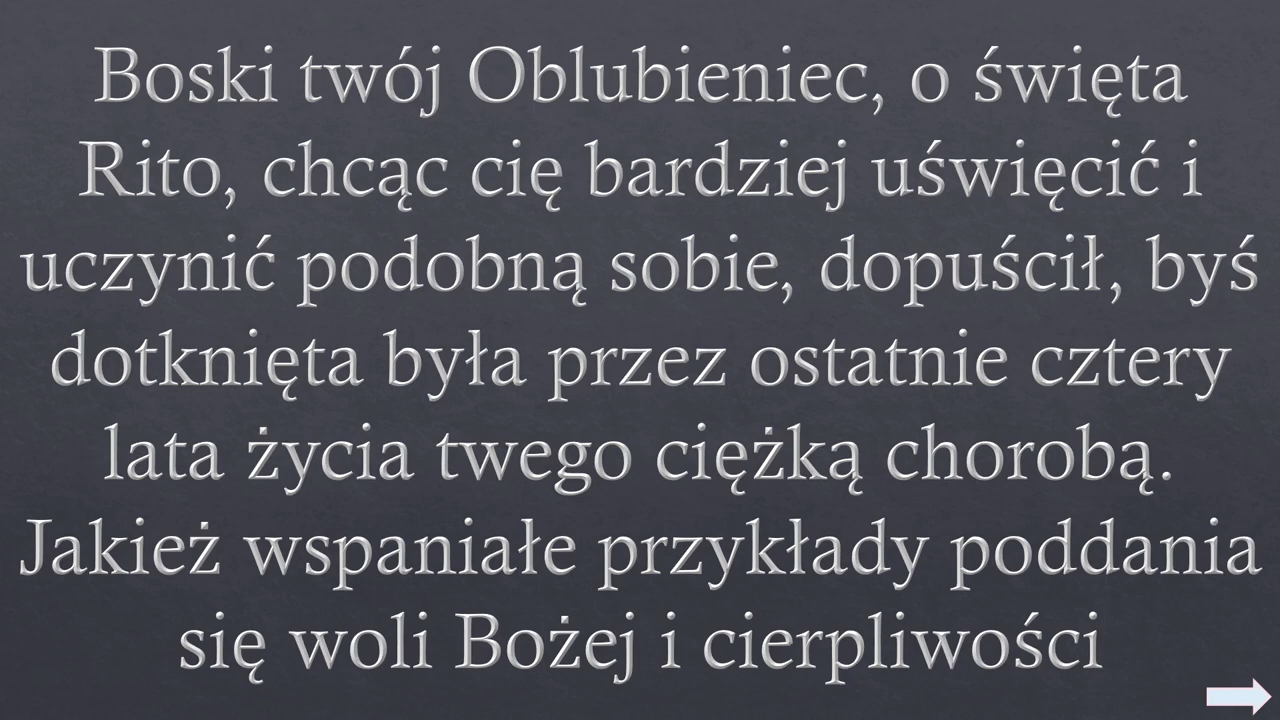 Boski twój Oblubieniec, o święta
Rito, chcąc cię bardziej uświęcić i
uczynić podobną sobie, dopuścił, byś
dotknięta była przez ostatnie cztery
lata życia twego ciężką chorobą.
Jakież wspaniałe przykłady poddania
się woli Bożej i cierpliwości